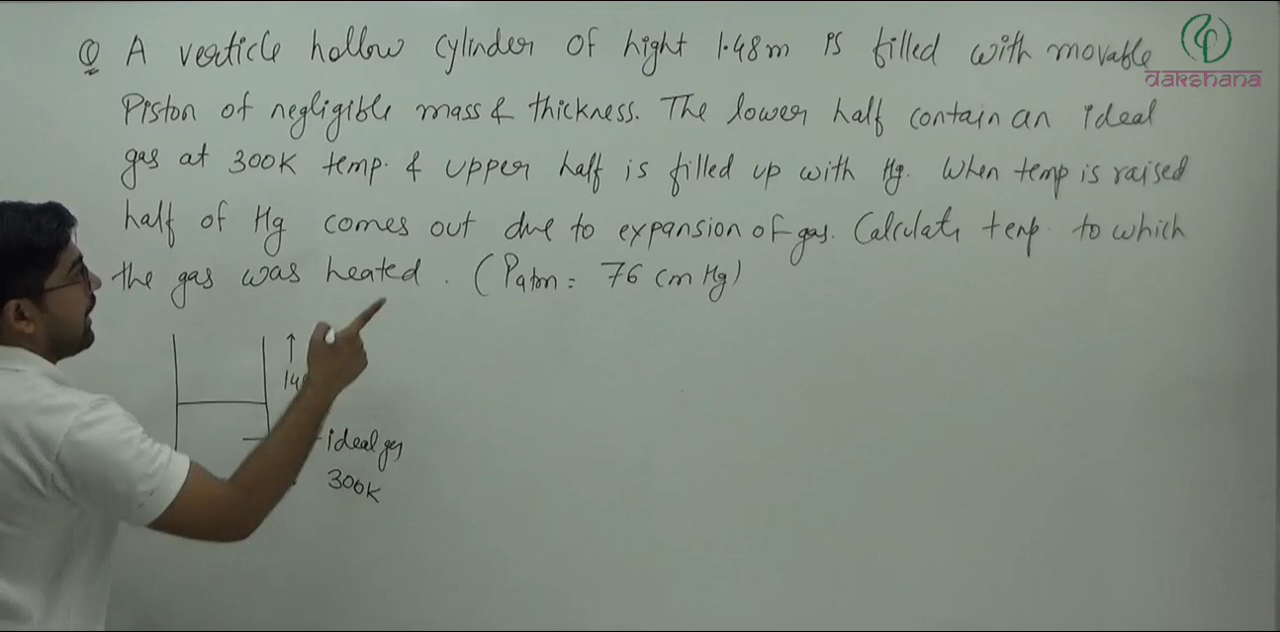 Q A verticle hollow cylinder of hight 1.48m is filled with movable
dakshana
Piston of negligible mass & thickness. The lower half contain an ideal
gas at 300K temp. & upper half is filled up with Hg. When temp is raised
half of Hg comes out due to expansion of gas. Calculate temp. to which
the gas was heated. (Patm = 76 cm Hg)
ideal gas
300K